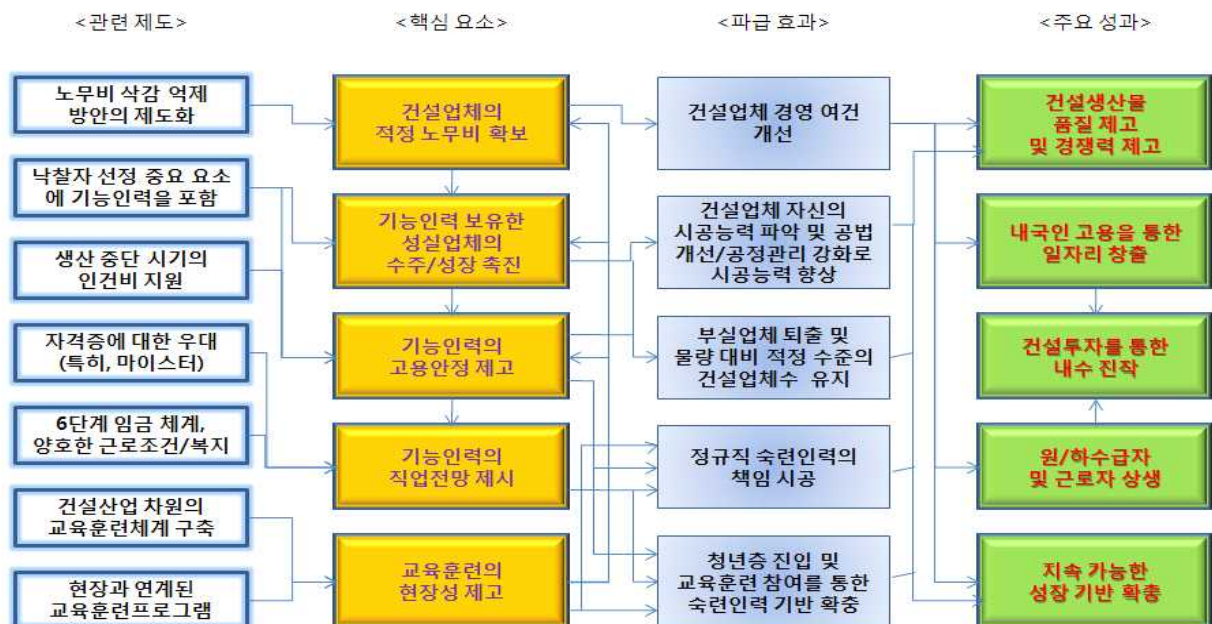 <관련 제도>
<핵심 요소>
<파급 효과>
<주요 성과>
노무비 삭감 억제
방안의 제도화
낙찰자 선정 중요 요소
에 기능인력을 포함
생산 중단 시기의
인건비 지원
자격증에 대한 우대
(특히, 마이스터)
6단계 임금 체계,
양호한 근로조건/복지
건설산업 차원의
교육훈련체계 구축
현장과 연계된
교육훈련프로그램
건설업체의
적정 노무비 확보
기능인력 보유한
성실업체의
수주/성장 촉진
기능인력의
고용안정 제고
기능인력의
직업전망 제시
교육훈련의
현장성 제고
건설업체 경영 여건
개선
건설업체 자신의
시공능력 파악 및 공법
개선/공정관리 강화로
시공능력 향상
부실업체 퇴출 및
물량 대비 적정 수준의
건설업체수 유지
정규직 숙련인력의
책임 시공
청년층 진입 및
교육훈련 참여를 통한
숙련인력 기반 확충
건설생산물
품질 제고
및 경쟁력 제고
내국인 고용을 통한
일자리 창출
건설투자를 통한
내수 진작
원/하수급자
및 근로자 상생
지속 가능한
성장 기반 확충